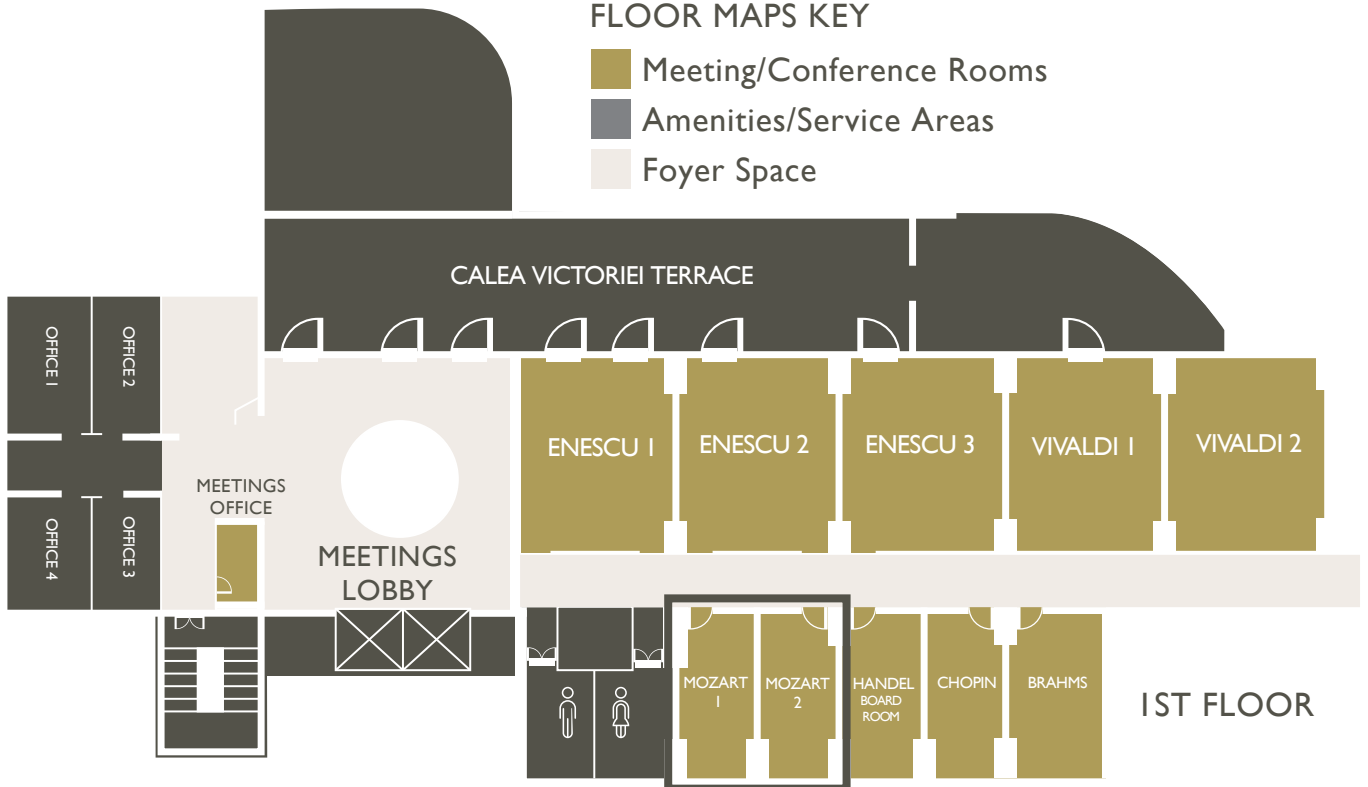 FLOOR MAPS KEY
Meeting/Conference Rooms
Amenities/Service Areas
Foyer Space
CALEA VICTORIEI TERRACE
OFFICE 1
OFFICE 2
ENESCU 1
ENESCU 2
ENESCU 3
VIVALDI 1
VIVALDI 2
MEETINGS
OFFICE
OFFICE 4
OFFICE 3
MEETINGS
LOBBY
MOZART
1
MOZART
2
HANDEL
BOARD
ROOM
CHOPIN
BRAHMS
1ST FLOOR